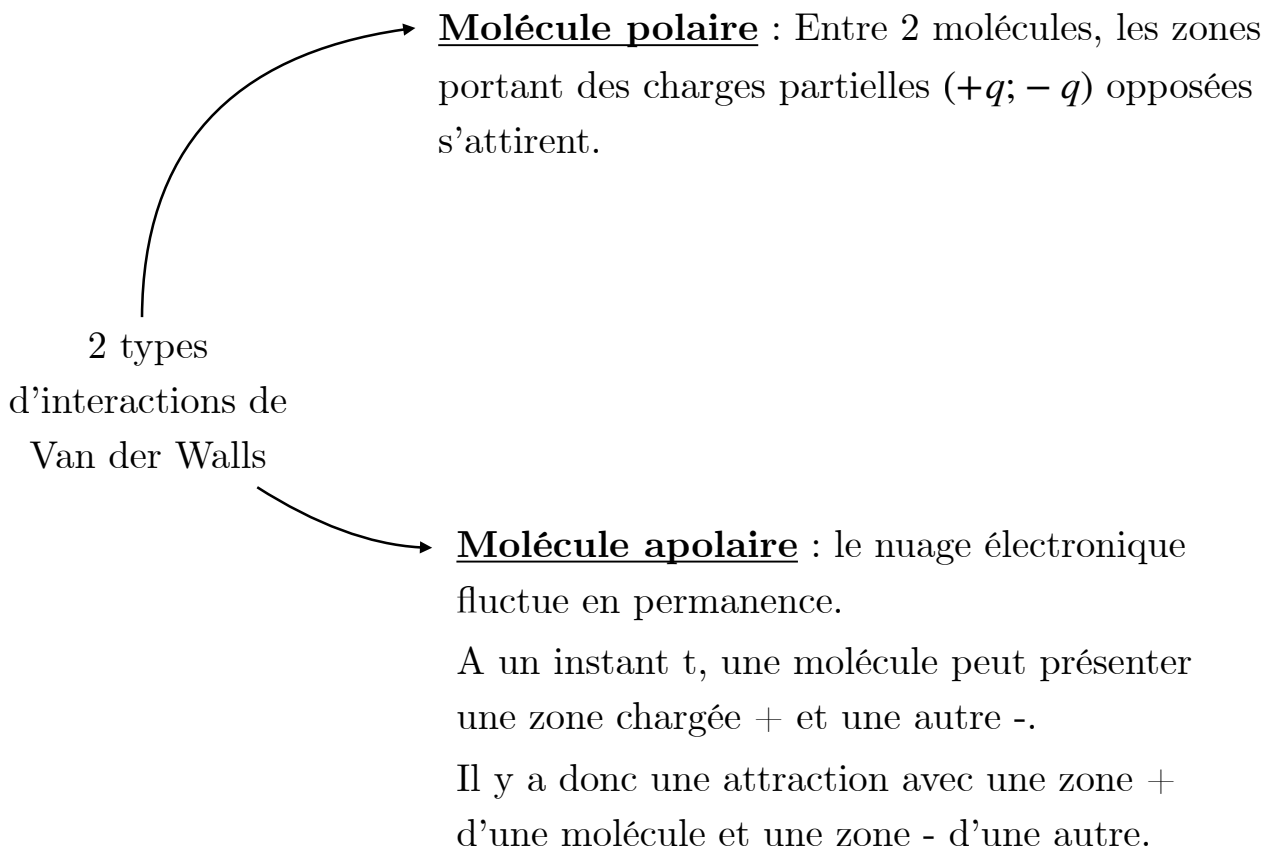 Molécule polaire : Entre 2 molécules, les zones
portant des charges partielles (+q; − q) opposées
s’attirent.
2 types
d’interactions de
Van der Walls
Molécule apolaire : le nuage électronique
fluctue en permanence.
A un instant t, une molécule peut présenter
une zone chargée + et une autre -.
Il y a donc une attraction avec une zone +
d’une molécule et une zone - d’une autre.